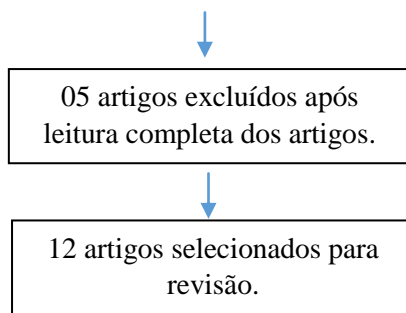 05 artigos excluídos após
leitura completa dos artigos.
12 artigos selecionados para
revisão.